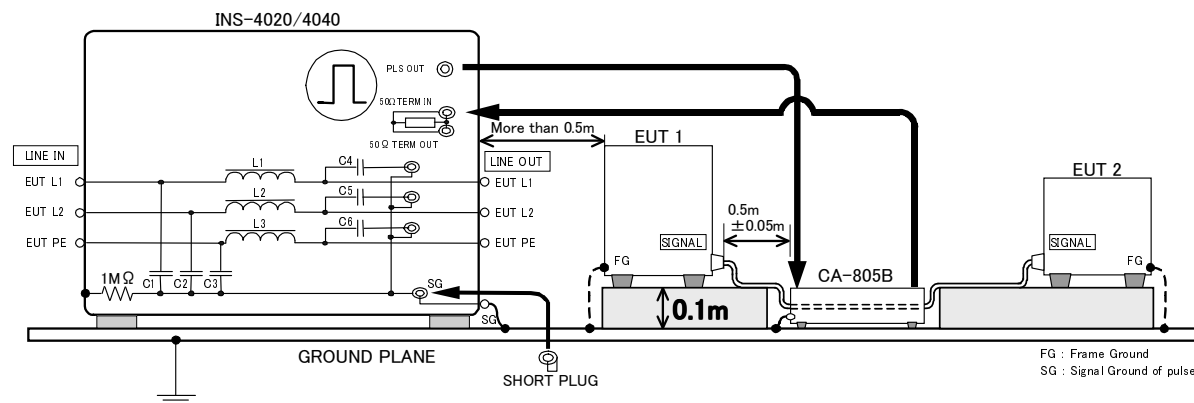 INS-4020/4040
PLS OUT
50Ω TERM IN
50Ω TERM OUT
More than 0.5m
EUT 1
EUT 2
LINE IN
LINE OUT
L1
C4
EUT L1
EUT L1
L2
C5
EUT L2
EUT L2
L3
C6
EUT PE
EUT PE
0.5m
±0.05m
SIGNAL
SIGNAL
FG
FG
CA-805B
1MΩ
C1
C2
C3
SG
SG
0.1m
GROUND PLANE
SHORT PLUG
FG : Frame Ground
SG : Signal Ground of pulse